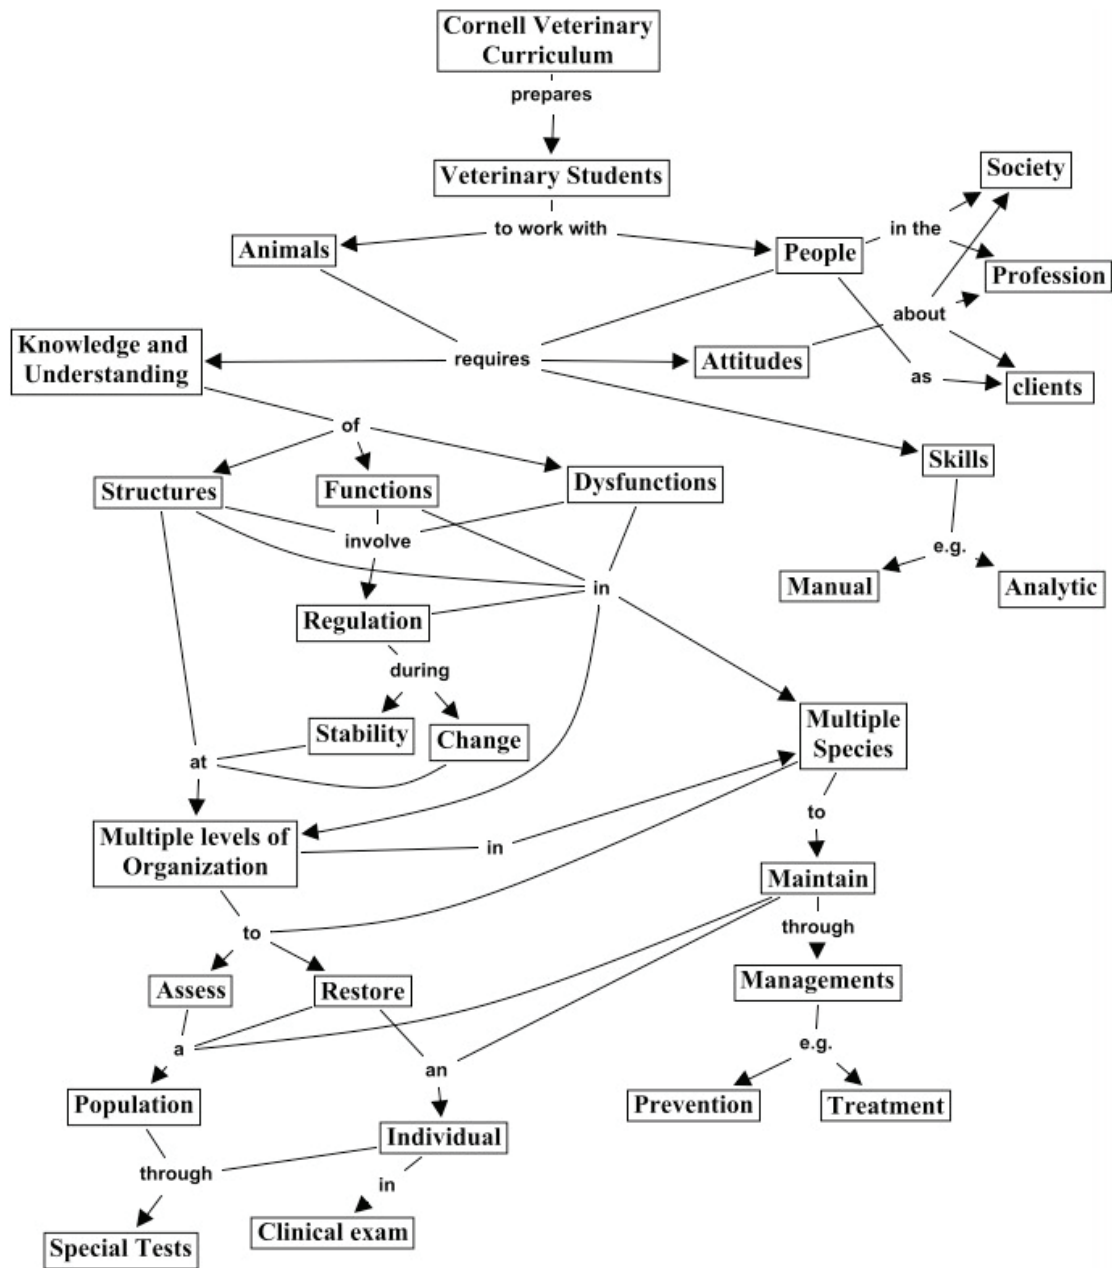 Cornell Veterinary
Curriculum
prepares
Veterinary Students
to work with
Society
in the
Animals
People
Profession
about
Knowledge and
Understanding
requires
Attitudes
as
clients
of
Skills
Structures
Functions
Dysfunctions
involve
e.g.
in
Manual
Analytic
Regulation
during
Stability
Change
Multiple
Species
at
to
Multiple levels of
Organization
in
Maintain
to
through
Assess
Restore
Managements
a
an
e.g.
Population
Prevention
Treatment
Individual
through
in
Clinical exam
Special Tests